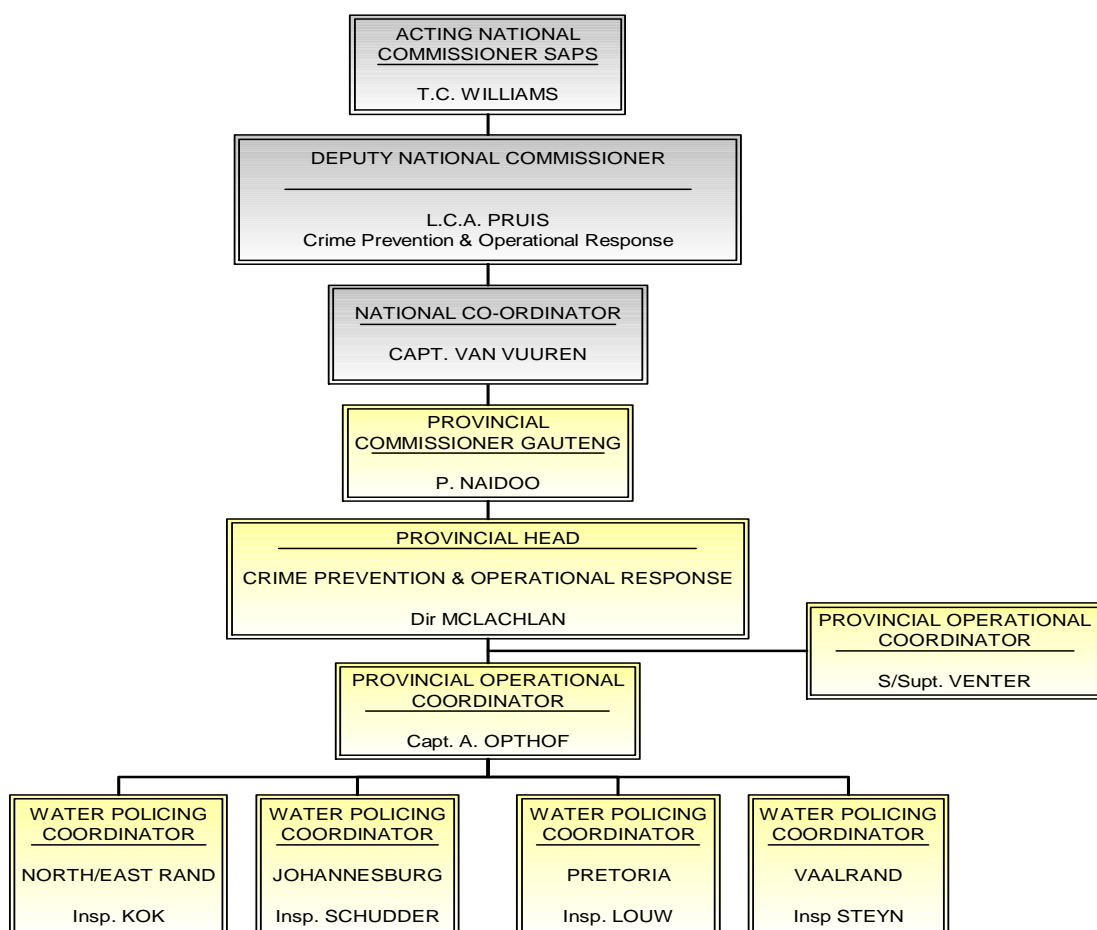 ACTING NATIONAL
COMMISSIONER SAPS
T.C. WILLIAMS
DEPUTY NATIONAL COMMISSIONER
L.C.A. PRUIS
Crime Prevention & Operational Response
NATIONAL CO-ORDINATOR
CAPT. VAN VUUREN
PROVINCIAL
COMMISSIONER GAUTENG
P. NAIDOO
PROVINCIAL HEAD
CRIME PREVENTION & OPERATIONAL RESPONSE
Dir MCLACHLAN
PROVINCIAL OPERATIONAL
COORDINATOR
S/Supt. VENTER
PROVINCIAL OPERATIONAL
COORDINATOR
Capt. A. OPTHOF
WATER POLICING
COORDINATOR
NORTH/EAST RAND
Insp. KOK
WATER POLICING
COORDINATOR
JOHANNESBURG
Insp. SCHUDDER
WATER POLICING
COORDINATOR
PRETORIA
Insp. LOUW
WATER POLICING
COORDINATOR
VAALRAND
Insp STEYN